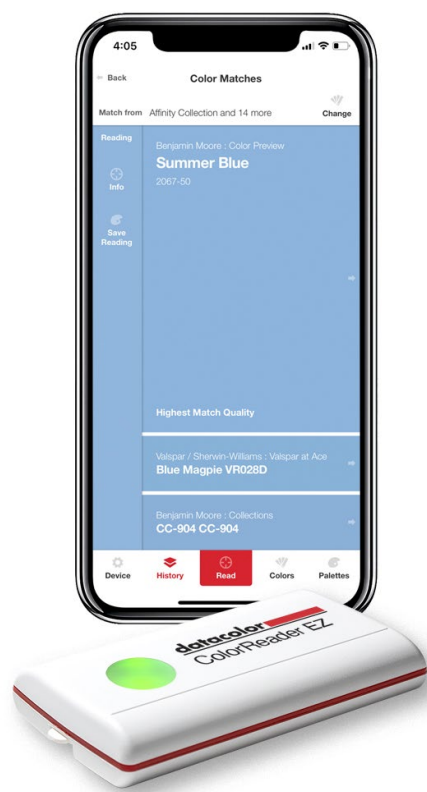 4:05
Back
Color Matches
Match from Affinity Collection and 14 more
Change
Reading
Info
Save
Reading
Benjamin Moore : Color Preview
Summer Blue
2067-50
Highest Match Quality
Valspar / Sherwin-Williams : Valspar at Ace
Blue Magpie VR028D
Benjamin Moore : Collections
CC-904 CC-904
Device
History
Read
Colors
Palettes
datacolor
ColorReader EZ